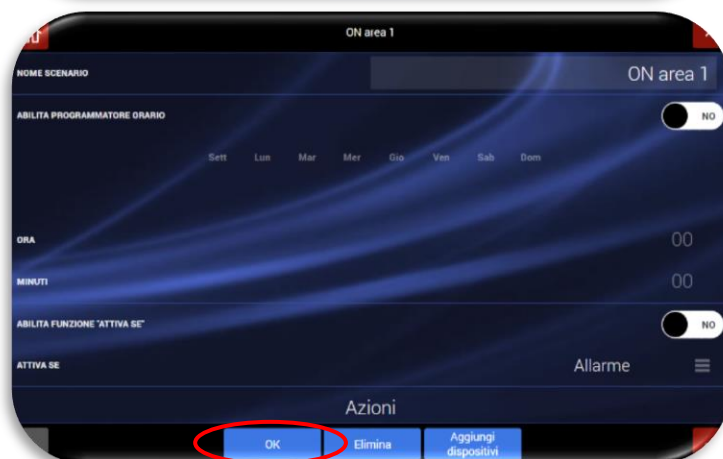 ON area 1
NOME SCENARIO ON area 1
ABILITA PROGRAMMATORE ORARIO NO
Sett Lun Mar Mer Gio Ven Sab Dom
ORA 00
MINUTI 00
ABILITA FUNZIONE "ATTIVA SE" NO
ATTIVA SE Allarme
Azioni
OK Elimina Aggiungi
dispositivi